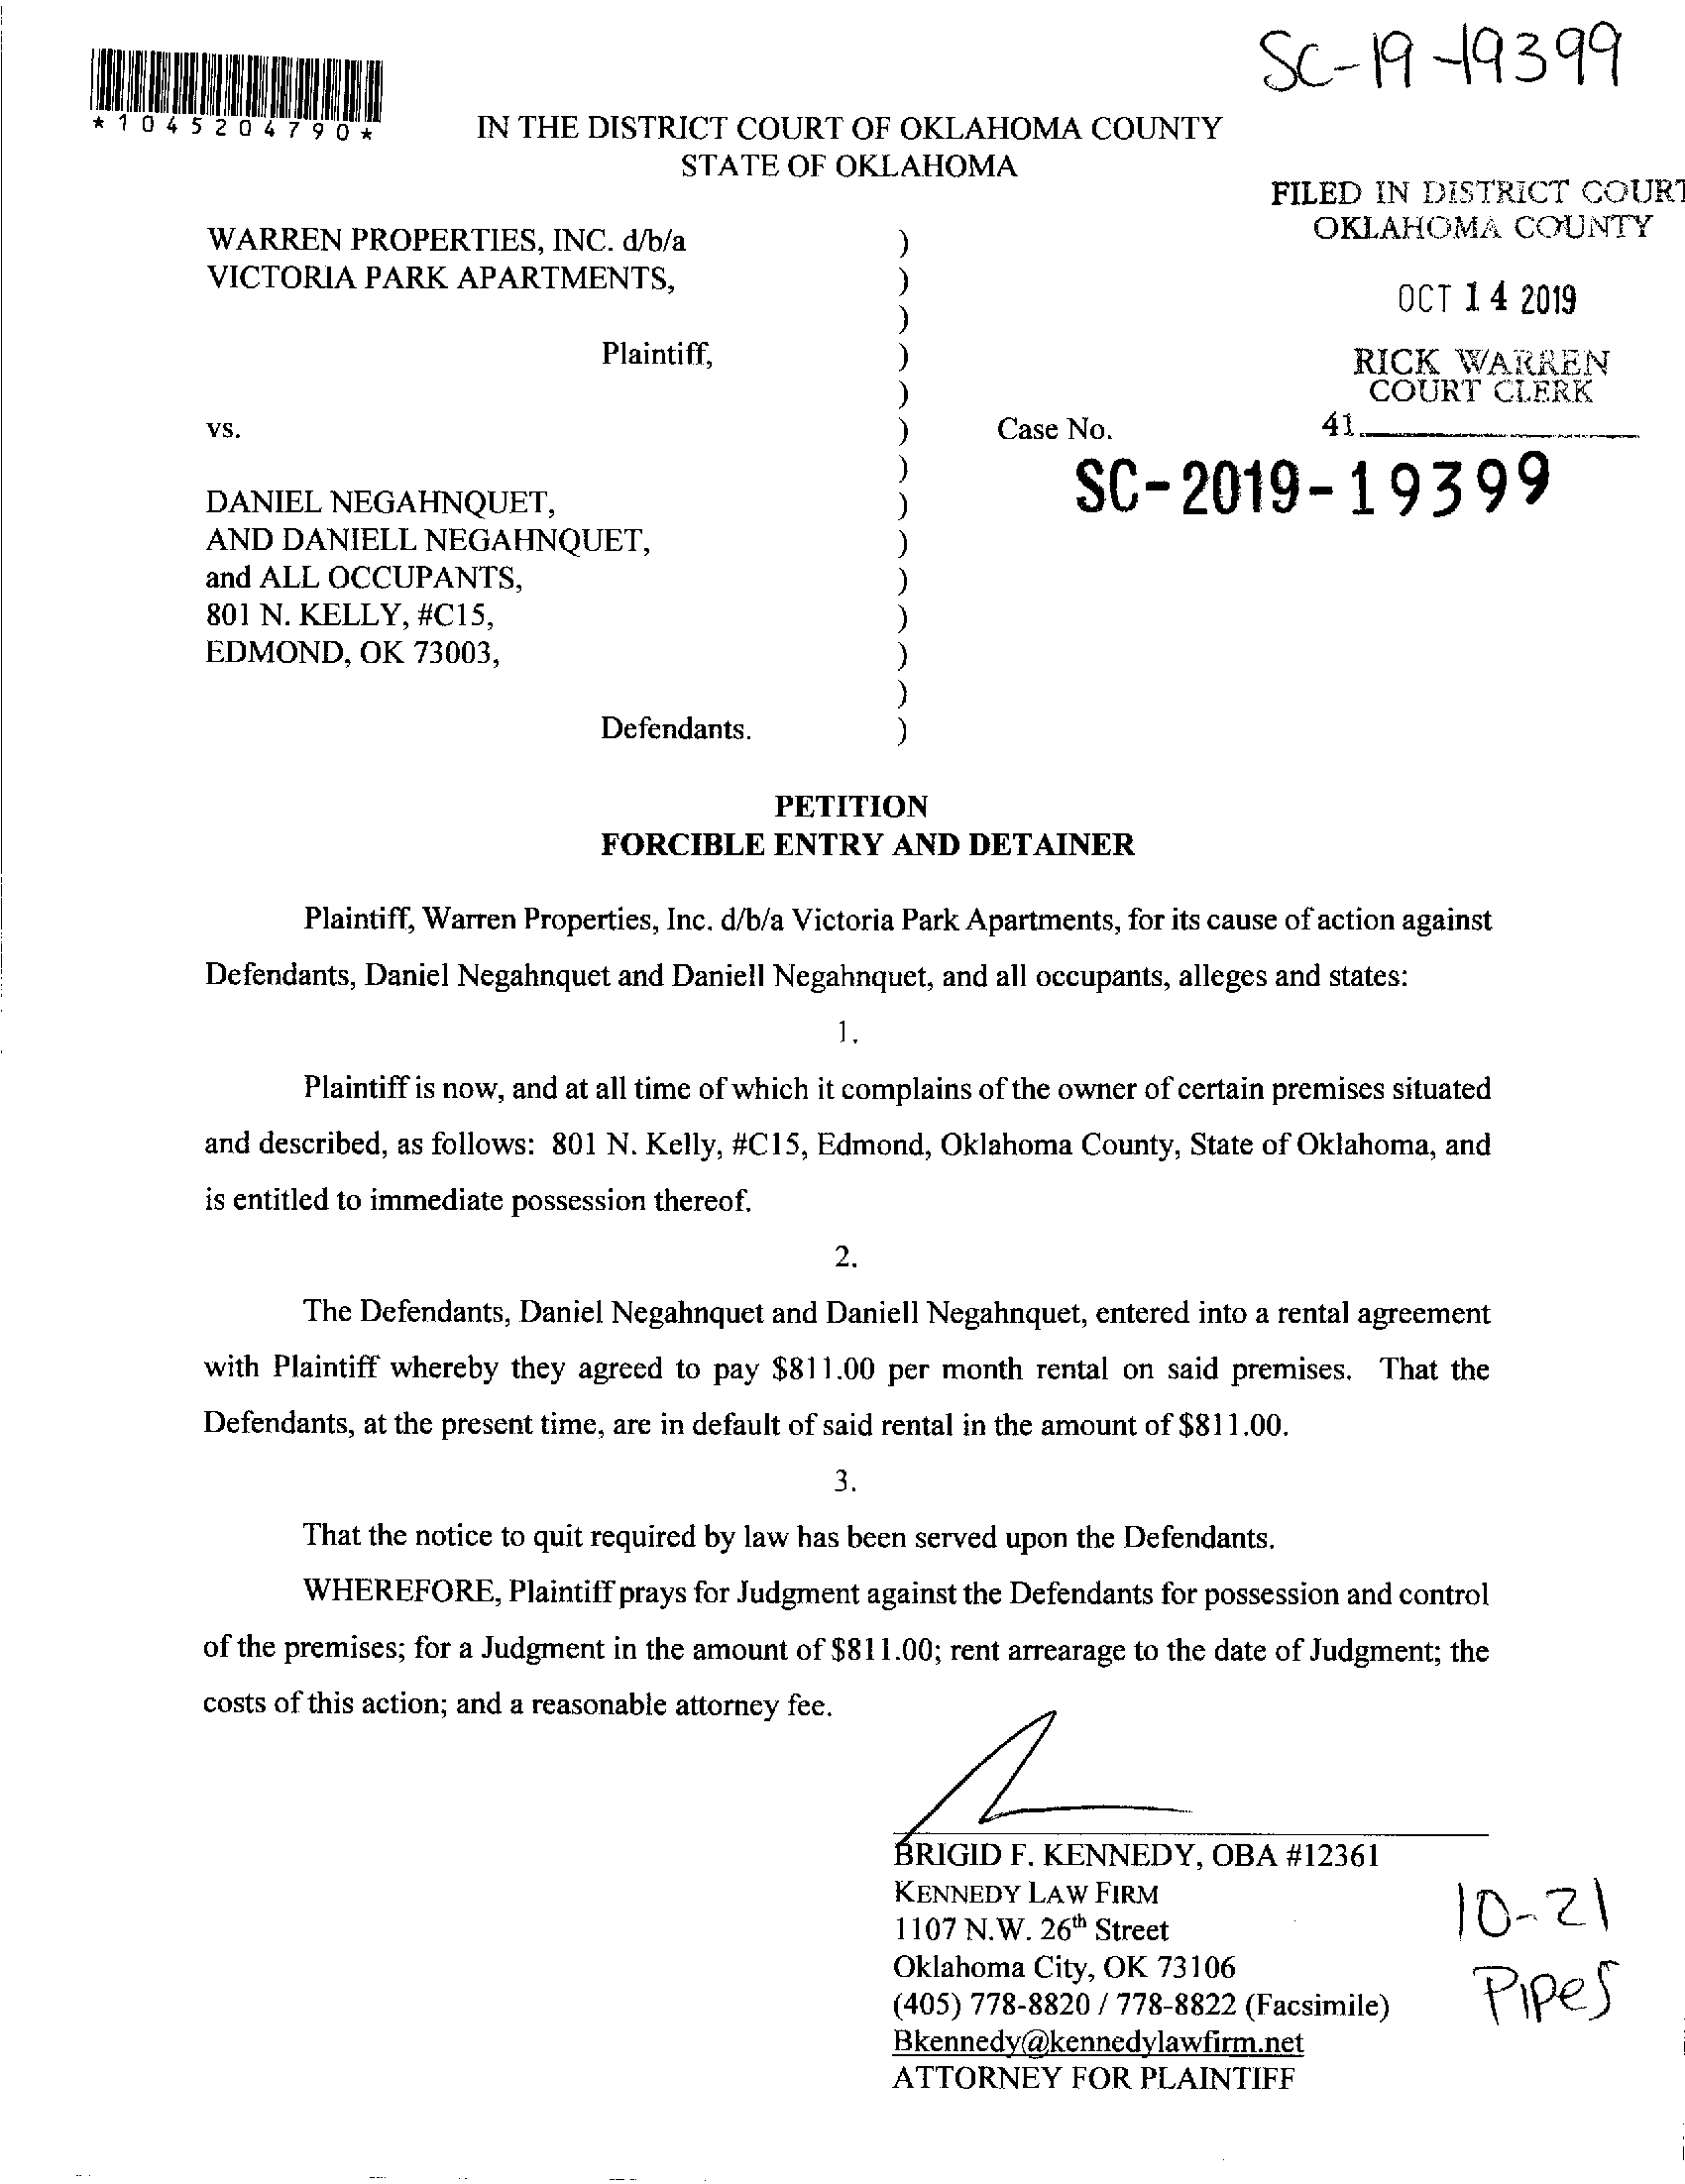 SC-19-19399
*1045204790*
IN THE DISTRICT COURT OF OKLAHOMA COUNTY
STATE OF OKLAHOMA
FILED IN DISTRICT COURT
OKLAHOMA COUNTY
OCT 14 2019
RICK WARREN
COURT CLERK
41
WARREN PROPERTIES, INC. d/b/a )
VICTORIA PARK APARTMENTS, )
)
Plaintiff, )
)
vs. ) Case No.
) SC-2019-19399
DANIEL NEGAHNQUET, )
AND DANIELL NEGAHNQUET, )
and ALL OCCUPANTS, )
801 N. KELLY, #C15, )
EDMOND, OK 73003, )
)
Defendants. )
PETITION
FORCIBLE ENTRY AND DETAINER
Plaintiff, Warren Properties, Inc. d/b/a Victoria Park Apartments, for its cause of action against
Defendants, Daniel Negahnquet and Daniell Negahnquet, and all occupants, alleges and states:
1.
Plaintiff is now, and at all time of which it complains of the owner of certain premises situated
and described, as follows: 801 N. Kelly, #C15, Edmond, Oklahoma County, State of Oklahoma, and
is entitled to immediate possession thereof.
2.
The Defendants, Daniel Negahnquet and Daniell Negahnquet, entered into a rental agreement
with Plaintiff whereby they agreed to pay $811.00 per month rental on said premises. That the
Defendants, at the present time, are in default of said rental in the amount of $811.00.
3.
That the notice to quit required by law has been served upon the Defendants.
WHEREFORE, Plaintiff prays for Judgment against the Defendants for possession and control
of the premises; for a Judgment in the amount of $811.00; rent arrearage to the date of Judgment; the
costs of this action; and a reasonable attorney fee.
BRIGID F. KENNEDY, OBA #12361
KENNEDY LAW FIRM
1107 N.W. 26th Street
Oklahoma City, OK 73106
(405) 778-8820 / 778-8822 (Facsimile)
Bkennedy@kennedylawfirm.net
ATTORNEY FOR PLAINTIFF
10-21
Pipes